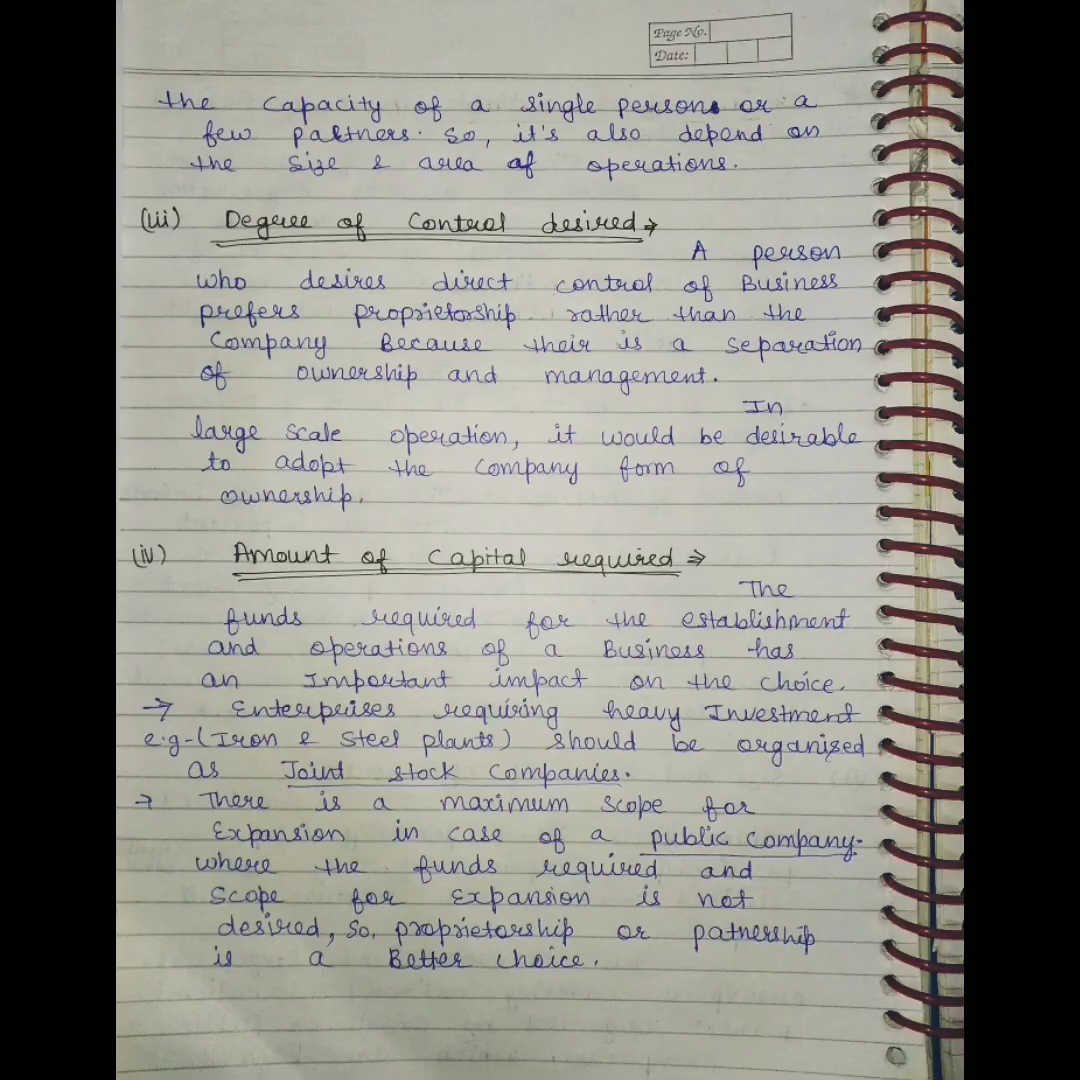 Page No.
Date:
the capacity of a single person or a
few partners. So, it's also depend on
the size & area of operations.
(iii) Degree of Control desired →
A person
who desires direct control of Business
prefers proprietorship rather than the
Company Because their is a separation
of ownership and management.
In
large scale operation, it would be desirable
to adopt the company form of
ownership.
(iv) Amount of Capital required ⇒
The
funds required for the establishment
and operations of a Business has
an Important impact on the choice.
→ Enterprises requiring heavy Investment
e.g-(Iron & Steel plants) should be organised
as Joint stock Companies.
→ There is a maximum scope for
Expansion in case of a public company.
where the funds required and
Scope for Expansion is not
desired, So, proprietorship or patnership
is a Better choice.